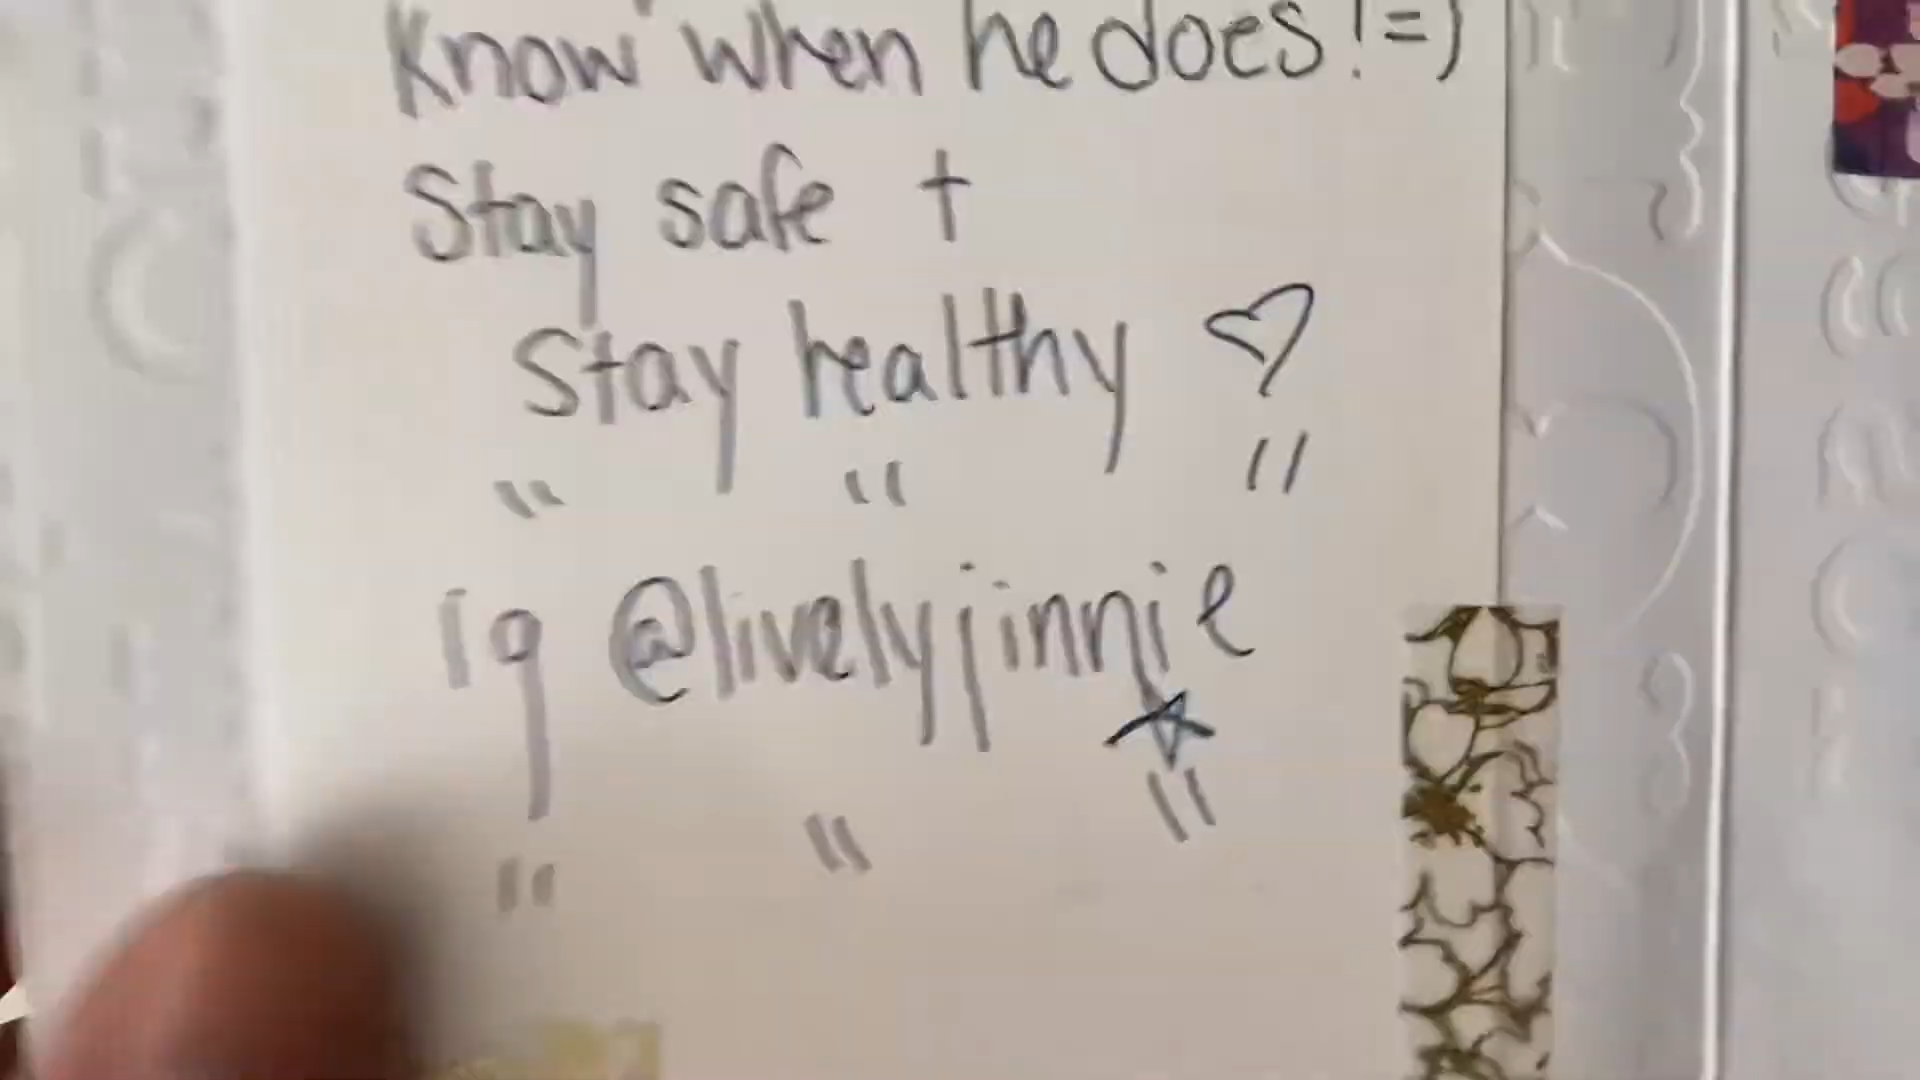 Know when he does! =)
Stay safe +
Stay healthy ♡
" " "
ig @livelyjinnie
☆
" " "